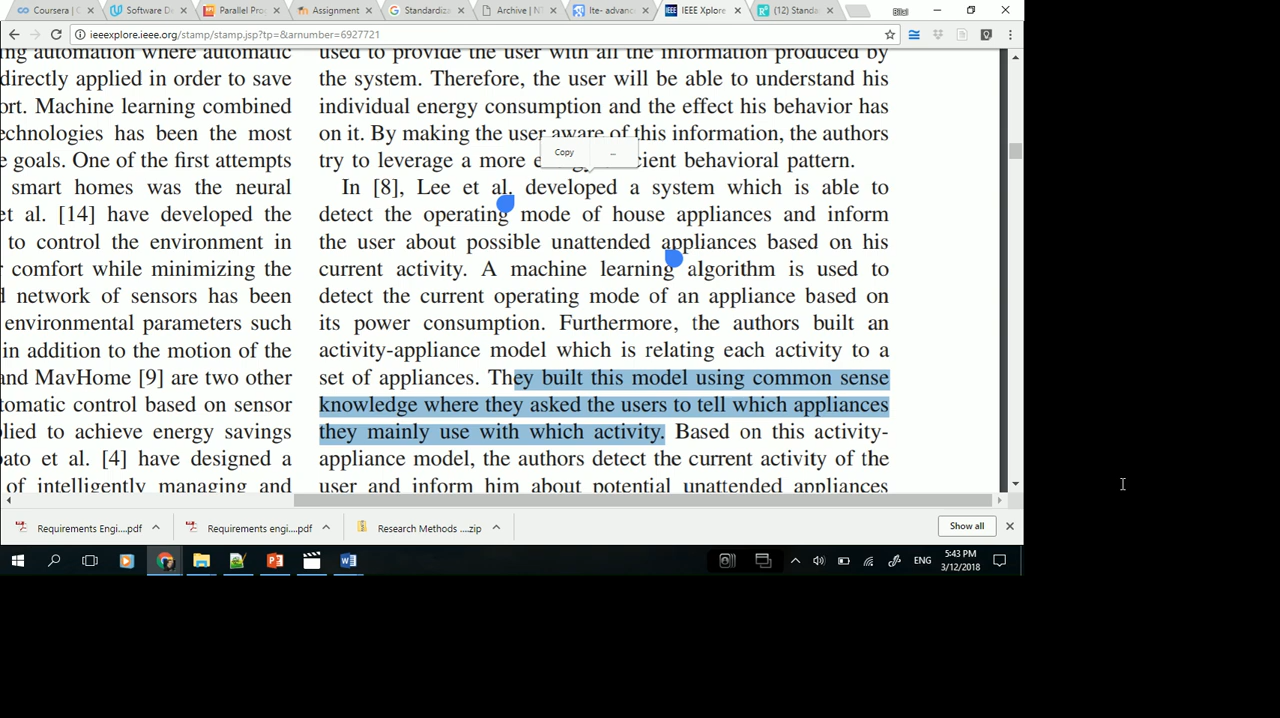 Coursera | C
Software De
Parallel Pro
Assignment
Standardiza
Archive | NT
lte- advanc
IEEE Xplore
(12) Standa
Bilal
ieeexplore.ieee.org/stamp/stamp.jsp?tp=&arnumber=6927721
ng automation where automatic
directly applied in order to save
ort. Machine learning combined
echnologies has been the most
e goals. One of the first attempts
smart homes was the neural
et al. [14] have developed the
to control the environment in
r comfort while minimizing the
d network of sensors has been
environmental parameters such
in addition to the motion of the
and MavHome [9] are two other
tomatic control based on sensor
plied to achieve energy savings
pato et al. [4] have designed a
of intelligently managing and
used to provide the user with all the information produced by
the system. Therefore, the user will be able to understand his
individual energy consumption and the effect his behavior has
on it. By making the user aware of this information, the authors
try to leverage a more e cient behavioral pattern.
Copy ...
In [8], Lee et al. developed a system which is able to
detect the operating mode of house appliances and inform
the user about possible unattended appliances based on his
current activity. A machine learning algorithm is used to
detect the current operating mode of an appliance based on
its power consumption. Furthermore, the authors built an
activity-appliance model which is relating each activity to a
set of appliances. They built this model using common sense
knowledge where they asked the users to tell which appliances
they mainly use with which activity. Based on this activity-
appliance model, the authors detect the current activity of the
user and inform him about potential unattended appliances
Requirements Engi....pdf
Requirements engi....pdf
Research Methods ....zip
Show all
ENG
5:43 PM
3/12/2018